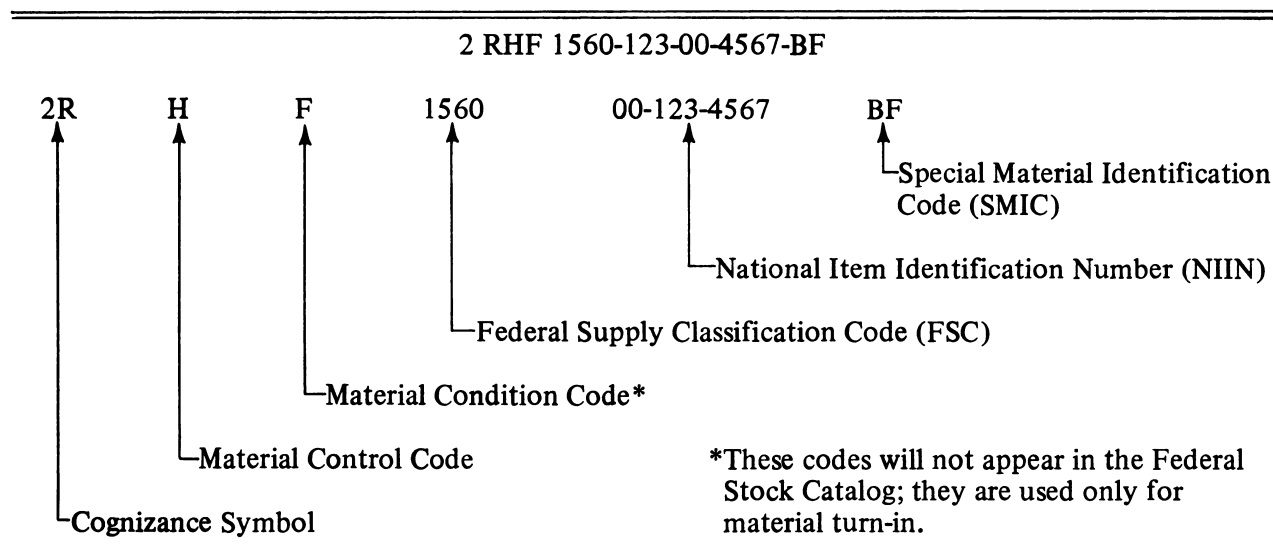 2 RHF 1560-123-00-4567-BF
2R H F 1560 00-123-4567 BF
Special Material Identification
Code (SMIC)
National Item Identification Number (NIIN)
Federal Supply Classification Code (FSC)
Material Condition Code*
Material Control Code
Cognizance Symbol
*These codes will not appear in the Federal
Stock Catalog; they are used only for
material turn-in.